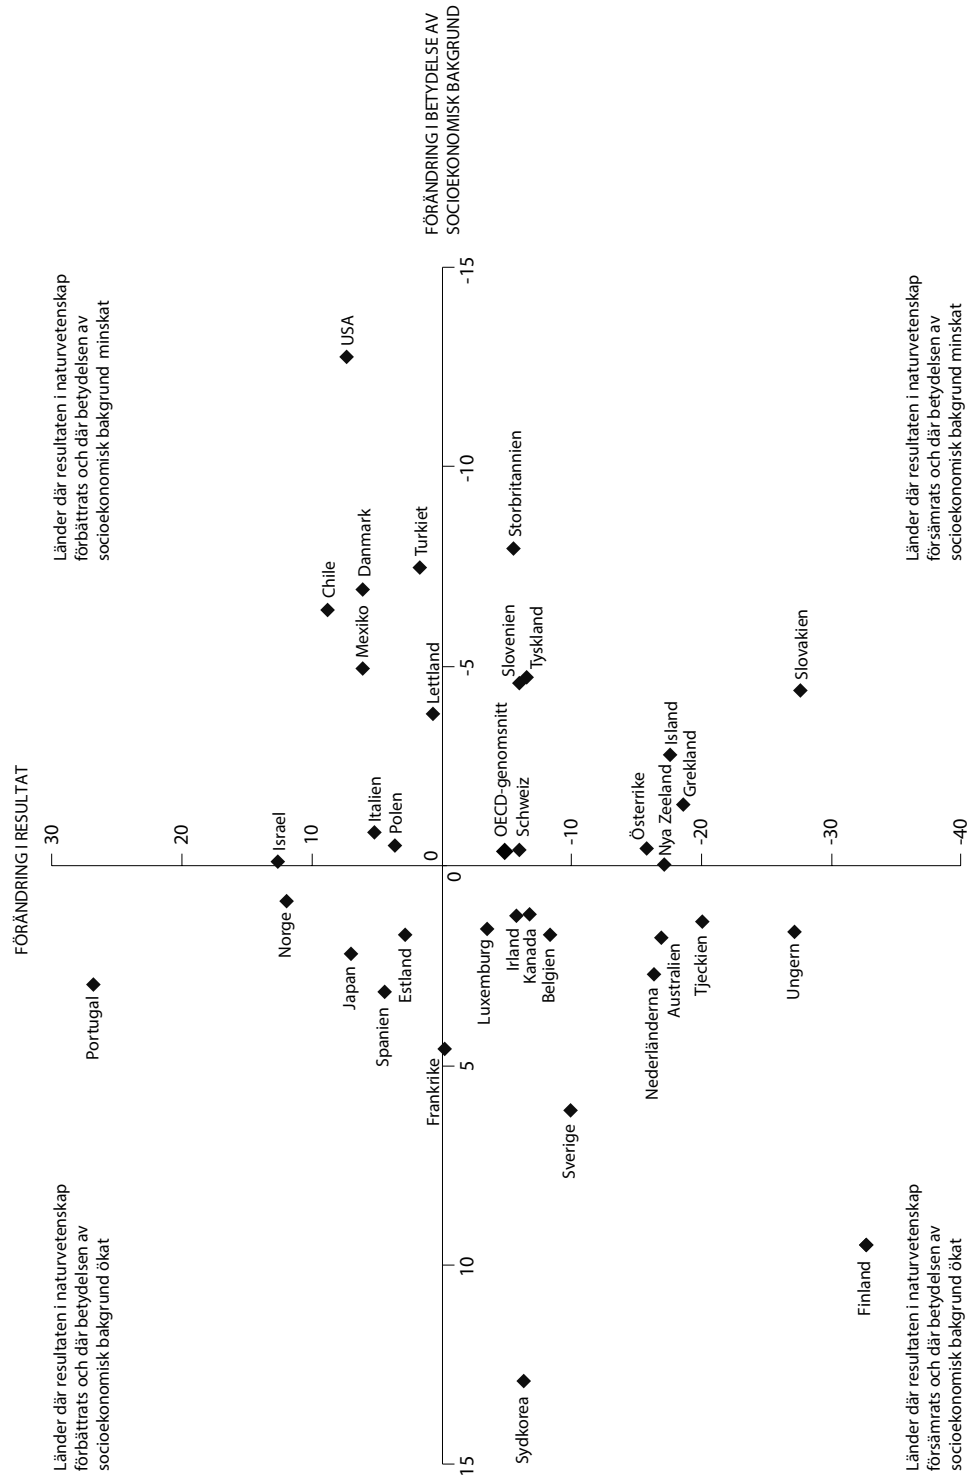 FÖRÄNDRING I RESULTAT
Länder där resultaten i naturvetenskap
förbättrats och där betydelsen av
socioekonomisk bakgrund ökat
Länder där resultaten i naturvetenskap
förbättrats och där betydelsen av
socioekonomisk bakgrund minskat
30
20
10
0
-10
-20
-30
-40
15
10
5
0
-5
-10
-15
FÖRÄNDRING I BETYDELSE AV
SOCIOEKONOMISK BAKGRUND
Portugal
Israel
Norge
Chile
USA
Japan
Mexiko
Danmark
Italien
Spanien
Polen
Estland
Turkiet
Lettland
Frankrike
Luxemburg
OECD-genomsnitt
Schweiz
Slovenien
Tyskland
Storbritannien
Irland
Kanada
Belgien
Sydkorea
Sverige
Österrike
Nya Zeeland
Island
Grekland
Nederländerna
Australien
Tjeckien
Ungern
Slovakien
Finland
Länder där resultaten i naturvetenskap
försämrats och där betydelsen av
socioekonomisk bakgrund ökat
Länder där resultaten i naturvetenskap
försämrats och där betydelsen av
socioekonomisk bakgrund minskat